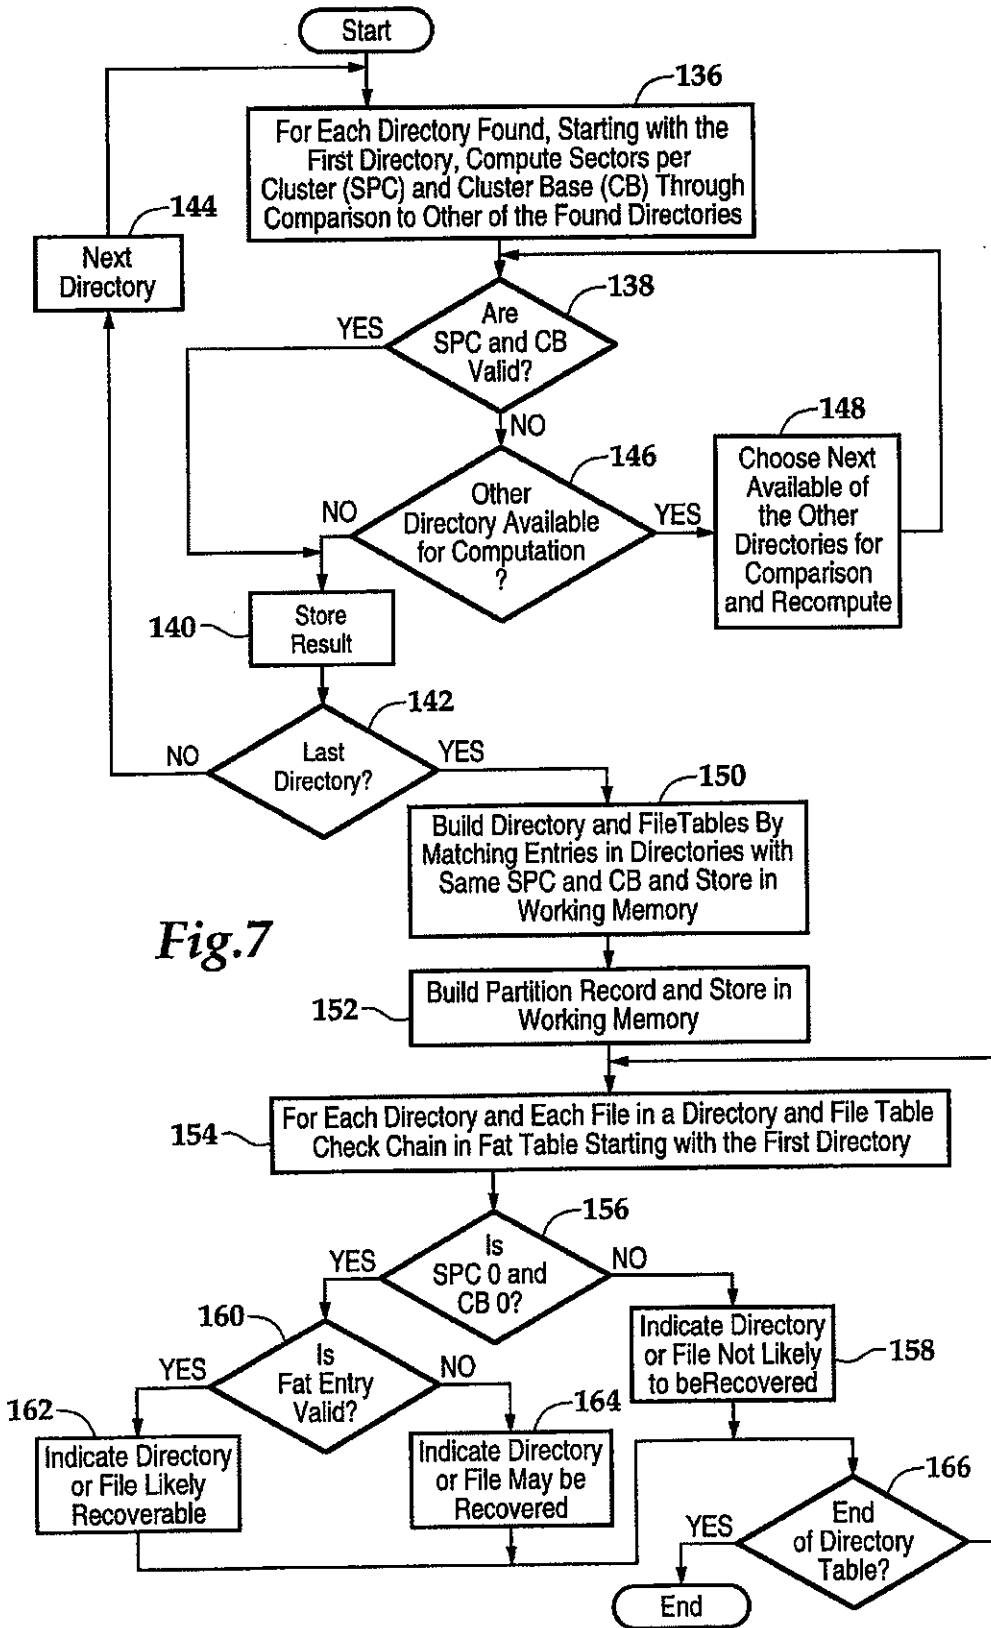 Start
136
For Each Directory Found, Starting with the
First Directory, Compute Sectors per
Cluster (SPC) and Cluster Base (CB) Through
Comparison to Other of the Found Directories
144
Next
Directory
138
Are
SPC and CB
Valid?
YES
NO
146
Other
Directory Available
for Computation
?
NO
YES
148
Choose Next
Available of
the Other
Directories for
Comparison
and Recompute
140
Store
Result
142
Last
Directory?
NO
YES
150
Build Directory and FileTables By
Matching Entries in Directories with
Same SPC and CB and Store in
Working Memory
Fig.7
152
Build Partition Record and Store in
Working Memory
154
For Each Directory and Each File in a Directory and File Table
Check Chain in Fat Table Starting with the First Directory
156
Is
SPC 0 and
CB 0?
YES
NO
160
Is
Fat Entry
Valid?
YES
NO
Indicate Directory
or File Not Likely
to beRecovered
158
162
Indicate Directory
or File Likely
Recoverable
164
Indicate Directory
or File May be
Recovered
166
End
of Directory
Table?
YES
End